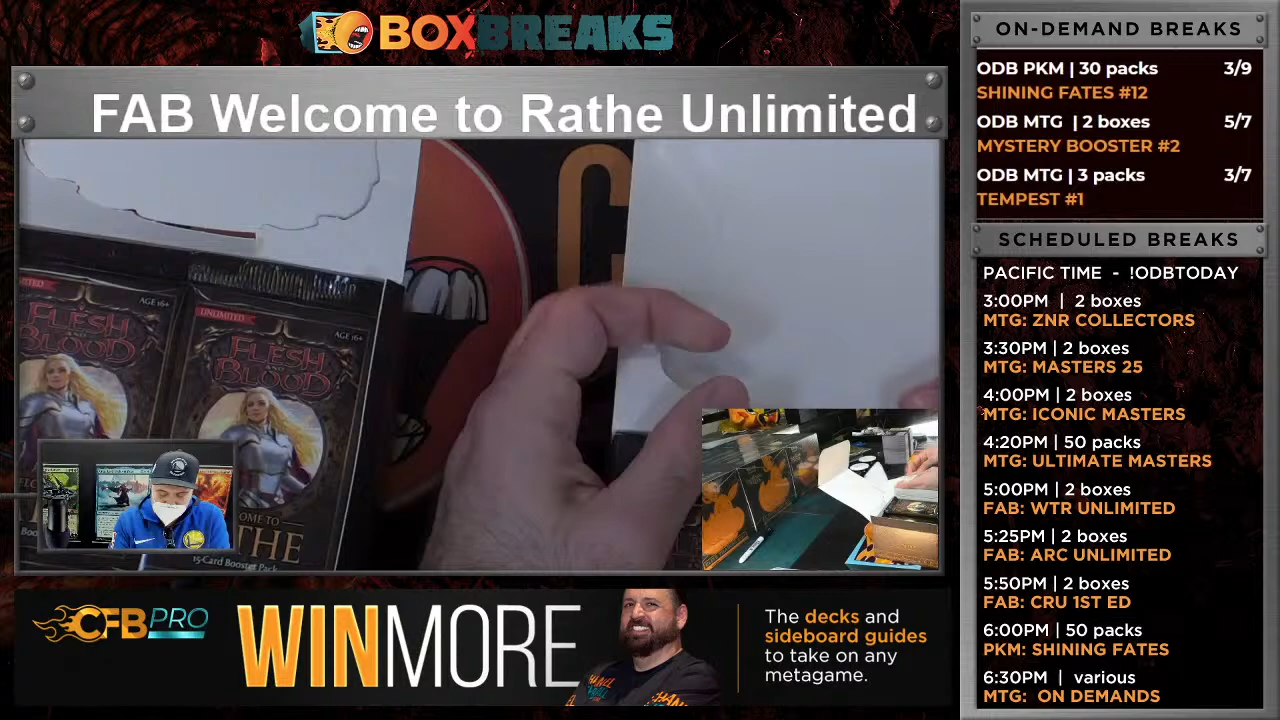 BOXBREAKS
FAB Welcome to Rathe Unlimited
UNLIMITED
AGE 16+
FLESH
AND
BLOOD
AGE 16+
FLESH
AND
BLOOD
15-Card Booster Pack
CFBPRO
WINMORE
The decks and
sideboard guides
to take on any
metagame.
ON-DEMAND BREAKS
ODB PKM | 30 packs 3/9
SHINING FATES #12
ODB MTG | 2 boxes 5/7
MYSTERY BOOSTER #2
ODB MTG | 3 packs 3/7
TEMPEST #1
SCHEDULED BREAKS
PACIFIC TIME - !ODBTODAY
3:00PM | 2 boxes
MTG: ZNR COLLECTORS
3:30PM | 2 boxes
MTG: MASTERS 25
4:00PM | 2 boxes
MTG: ICONIC MASTERS
4:20PM | 50 packs
MTG: ULTIMATE MASTERS
5:00PM | 2 boxes
FAB: WTR UNLIMITED
5:25PM | 2 boxes
FAB: ARC UNLIMITED
5:50PM | 2 boxes
FAB: CRU 1ST ED
6:00PM | 50 packs
PKM: SHINING FATES
6:30PM | various
MTG: ON DEMANDS